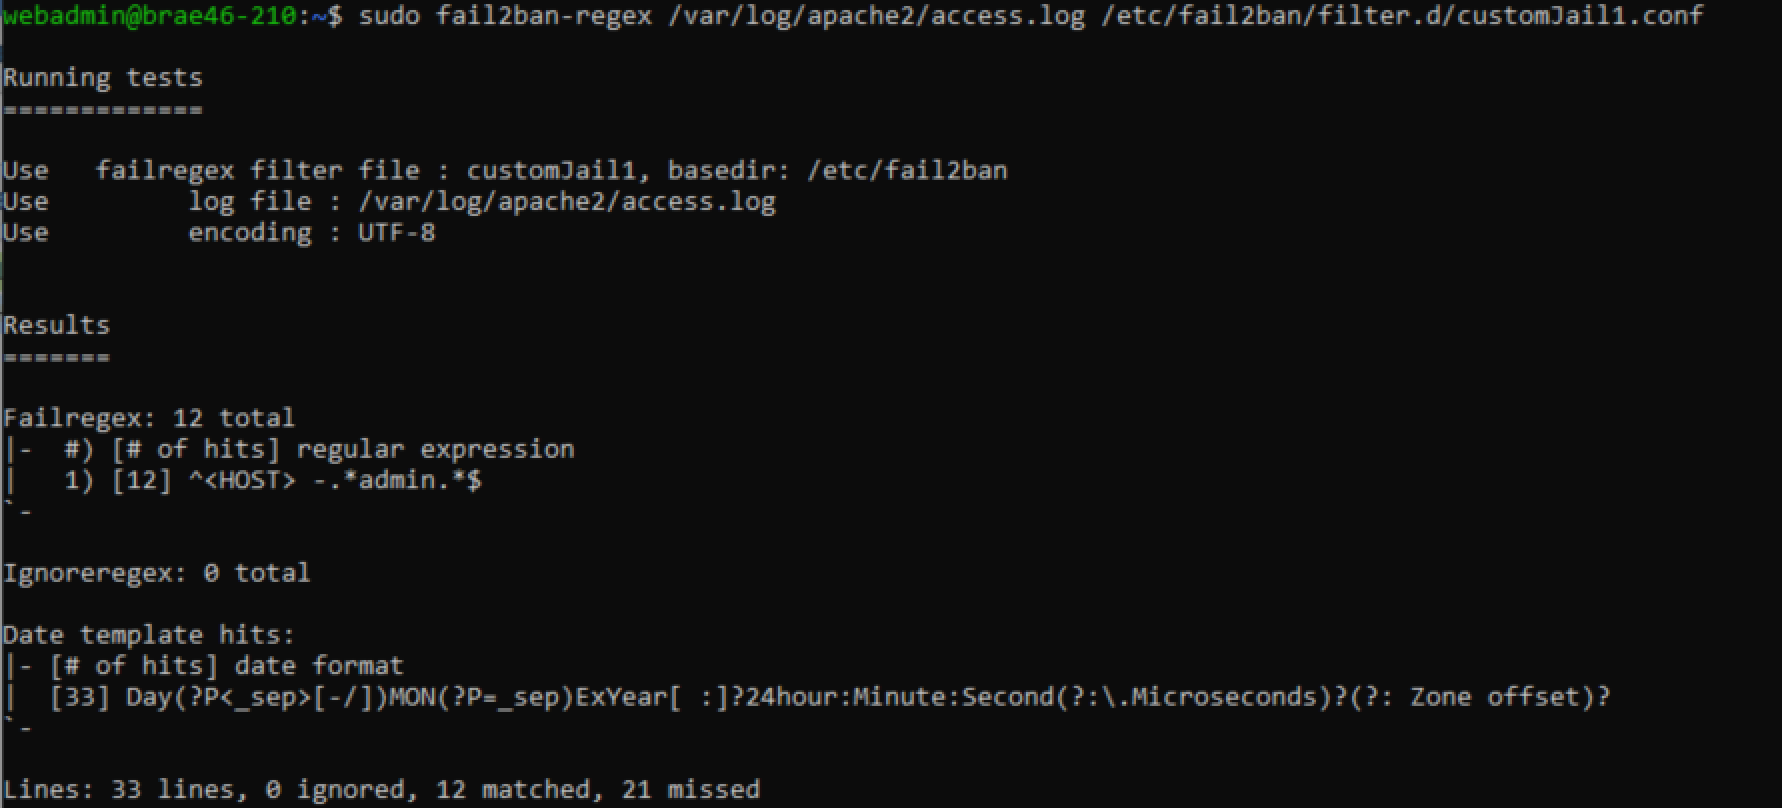 webadmin@brae46-210:~$ sudo fail2ban-regex /var/log/apache2/access.log /etc/fail2ban/filter.d/customJail1.conf
Running tests
=============
Use   failregex filter file : customJail1, basedir: /etc/fail2ban
Use         log file : /var/log/apache2/access.log
Use         encoding : UTF-8
Results
=======
Failregex: 12 total
|-  #) [# of hits] regular expression
|   1) [12] ^<HOST> -.*admin.*$
`-
Ignoreregex: 0 total
Date template hits:
|- [# of hits] date format
|  [33] Day(?P<_sep>[-/])MON(?P=_sep)ExYear[ :]?24hour:Minute:Second(?:\.Microseconds)?(?: Zone offset)?
`-
Lines: 33 lines, 0 ignored, 12 matched, 21 missed